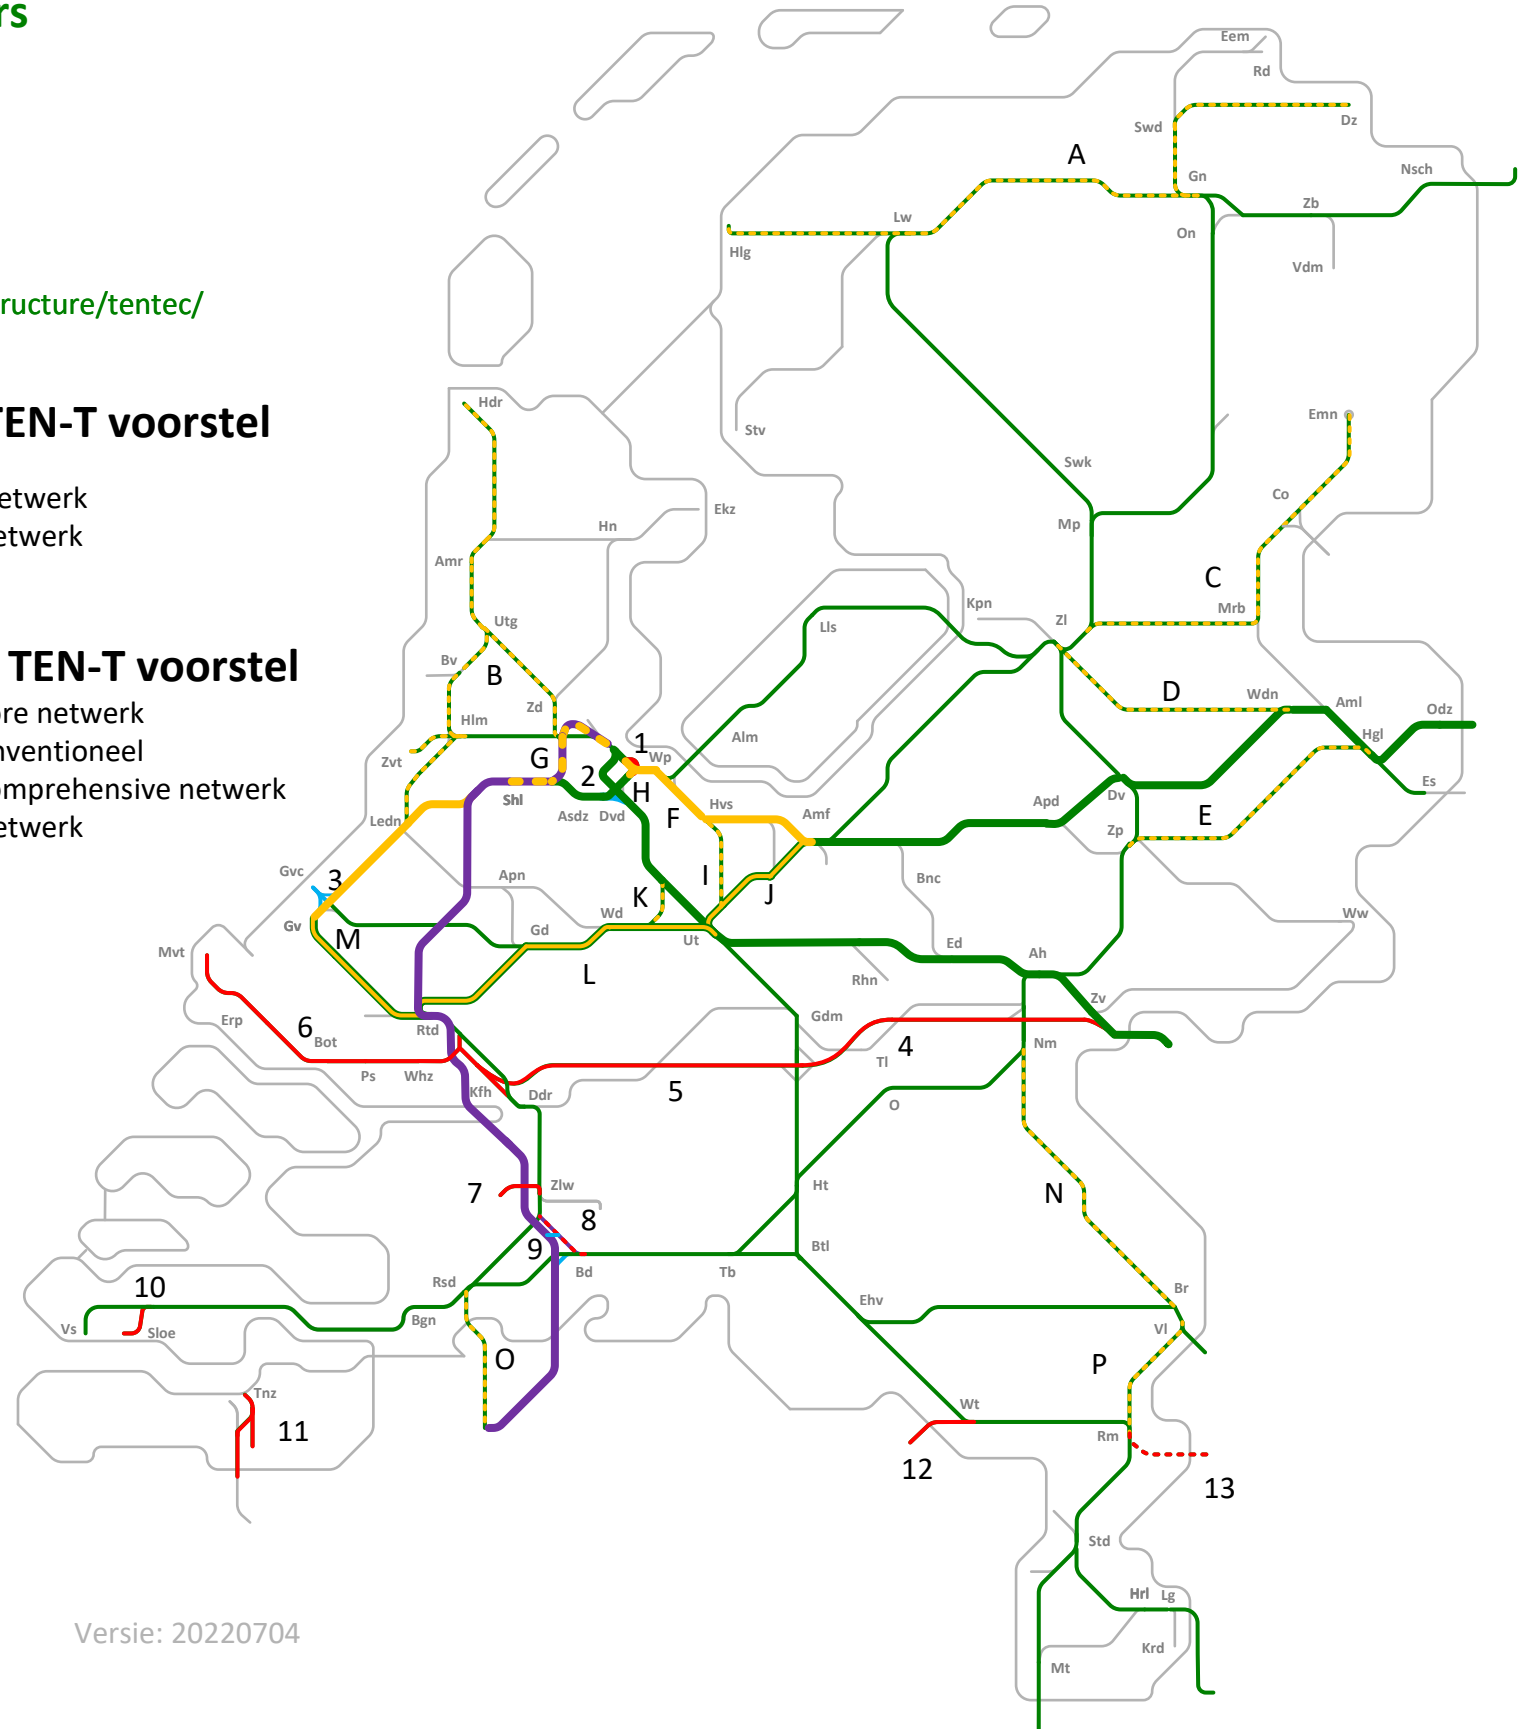 rs
Eem
Rd
Dz
Swd
A
Gn
Nsch
Zb
Lw
On
Hlg
Vdm
ructure/tentec/
Hdr
TEN-T voorstel
Emn
Stv
Swk
Co
etwerk
Ekz
Hn
Mp
etwerk
Amr
C
Kpn
Mrb
Utg
Lls
Zl
Bv
B
TEN-T voorstel
D
Wdn
Aml
Odz
Zd
ore netwerk
Hlm
Alm
Hgl
nventioneel
Zvt
G
1
Wp
2
Es
omprehensive netwerk
Shl
H
Hvs
Amf
Apd
Dv
Asdz
Dvd
F
E
etwerk
Ledn
Zp
Gvc
3
Apn
I
J
Bnc
K
Wd
Ww
Gv
M
Gd
Ut
Ed
Ah
Mvt
L
Rhn
Zv
Erp
6
Bot
Rtd
Gdm
4
Nm
Tl
Ps
Whz
Kfh
Ddr
5
O
7
Zlw
Ht
N
8
9
Btl
Bd
Tb
Rsd
10
Br
Ehv
Vs
Sloe
Bgn
Vl
O
P
Tnz
Wt
11
Rm
12
13
Std
Hrl
Lg
Versie: 20220704
Krd
Mt